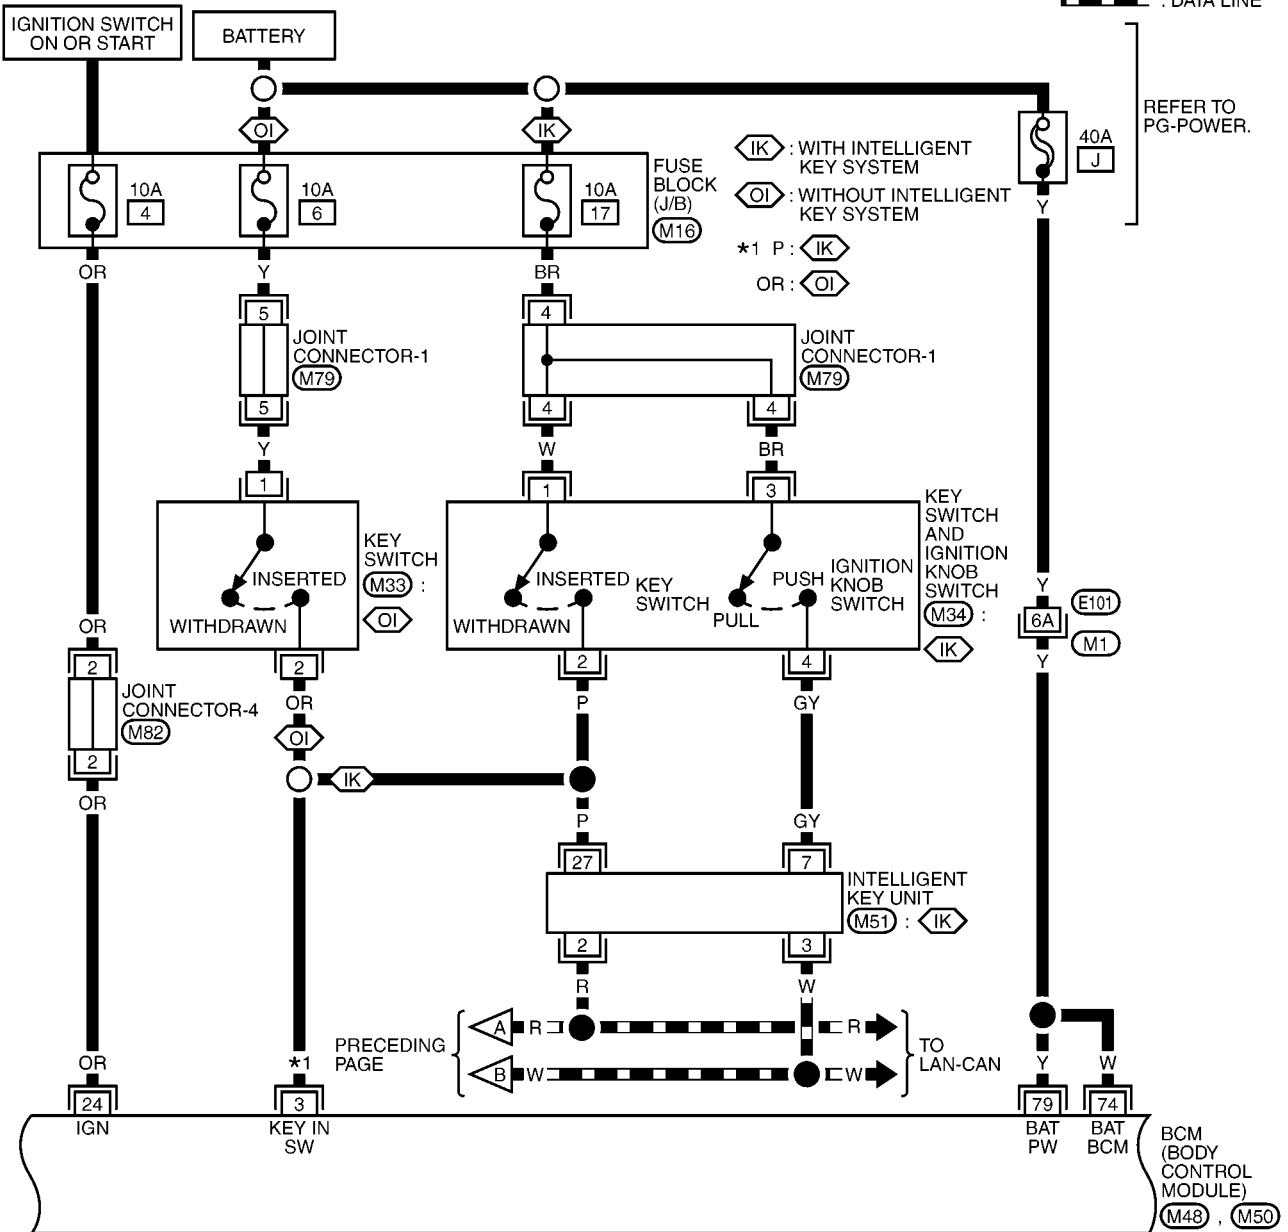 : DATA LINE
IGNITION SWITCH
ON OR START
BATTERY
REFER TO
PG-POWER.
OI
IK
10A
4
10A
6
10A
17
FUSE
BLOCK
(J/B)
M16
IK : WITH INTELLIGENT
KEY SYSTEM
OI : WITHOUT INTELLIGENT
KEY SYSTEM
*1 P : IK
OR : OI
40A
J
Y
OR
Y
BR
5
JOINT
CONNECTOR-1
M79
5
Y
4
JOINT
CONNECTOR-1
M79
4
4
W
BR
1
1
3
KEY
SWITCH
M33 :
OI
INSERTED
WITHDRAWN
INSERTED
WITHDRAWN
KEY
SWITCH
PUSH
PULL
IGNITION
KNOB
SWITCH
KEY
SWITCH
AND
IGNITION
KNOB
SWITCH
M34 :
IK
Y
6A
E101
M1
Y
OR
2
JOINT
CONNECTOR-4
M82
2
OR
2
OR
OI
IK
2
P
P
4
GY
GY
27
7
INTELLIGENT
KEY UNIT
M51 : IK
2
3
R
W
PRECEDING
PAGE
A R
R
B W
W
TO
LAN-CAN
OR
*1
Y
W
24
3
79
74
IGN
KEY IN
SW
BAT
PW
BAT
BCM
BCM
(BODY
CONTROL
MODULE)
M48 , M50